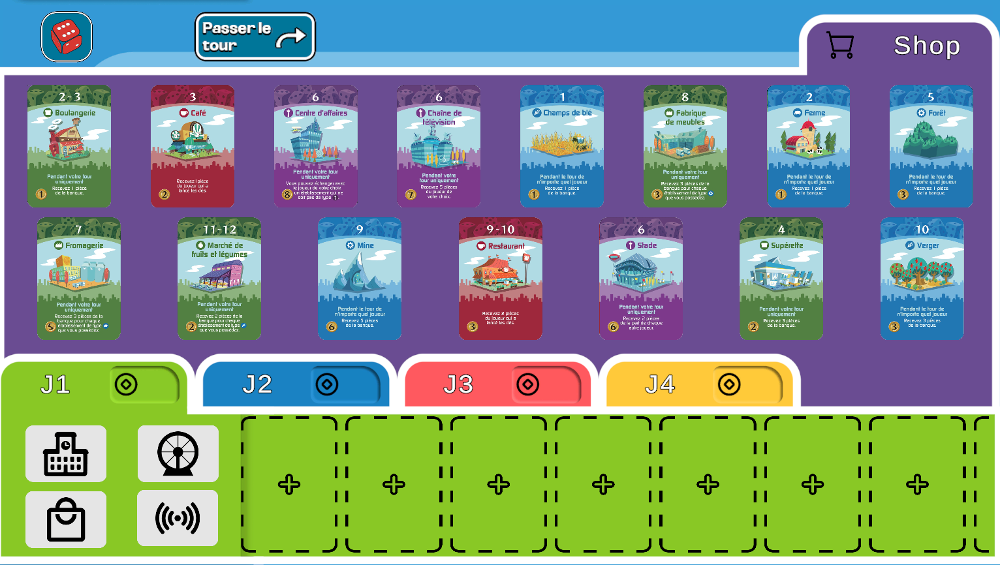 Passer le
tour
Shop
2~3
Boulangerie
Pendant votre tour
uniquement
Recevez 1 pièce
de la banque.
1
3
Café
Recevez 1 pièce
du joueur qui a
lancé les dés.
2
6
Centre d'affaires
Pendant votre tour
uniquement
Vous pouvez échanger avec
le joueur de votre choix
un établissement qui ne
soit pas de type
8
6
Chaîne de
télévision
Pendant votre
tour uniquement
Recevez 5 pièces
du joueur de
votre choix.
7
1
Champs de blé
Pendant le tour de
n'importe quel joueur
Recevez 1 pièce
de la banque.
1
8
Fabrique
de meubles
Pendant votre tour
uniquement
Recevez 3 pièces de la
banque pour chaque
établissement de type
que vous possédez.
3
2
Ferme
Pendant le tour de
n'importe quel joueur
Recevez 1 pièce
de la banque.
1
5
Forêt
Pendant le tour de
n'importe quel joueur
Recevez 1 pièce
de la banque.
3
7
Fromagerie
Pendant votre tour
uniquement
Recevez 3 pièces de la
banque pour chaque
établissement de type
que vous possédez.
5
11~12
Marché de
fruits et légumes
Pendant votre tour
uniquement
Recevez 2 pièces de la
banque pour chaque
établissement de type
que vous possédez.
2
9
Mine
Pendant le tour de
n'importe quel joueur
Recevez 5 pièces
de la banque.
6
9~10
Restaurant
Recevez 2 pièces
du joueur qui a
lancé les dés.
3
6
Stade
Pendant votre tour
uniquement
Recevez 2 pièces
de la part de chaque
autre joueur.
6
4
Supérette
Pendant votre tour
uniquement
Recevez 3 pièces
de la banque.
2
10
Verger
Pendant le tour de
n'importe quel joueur
Recevez 3 pièces
de la banque.
3
J1
J2
J3
J4